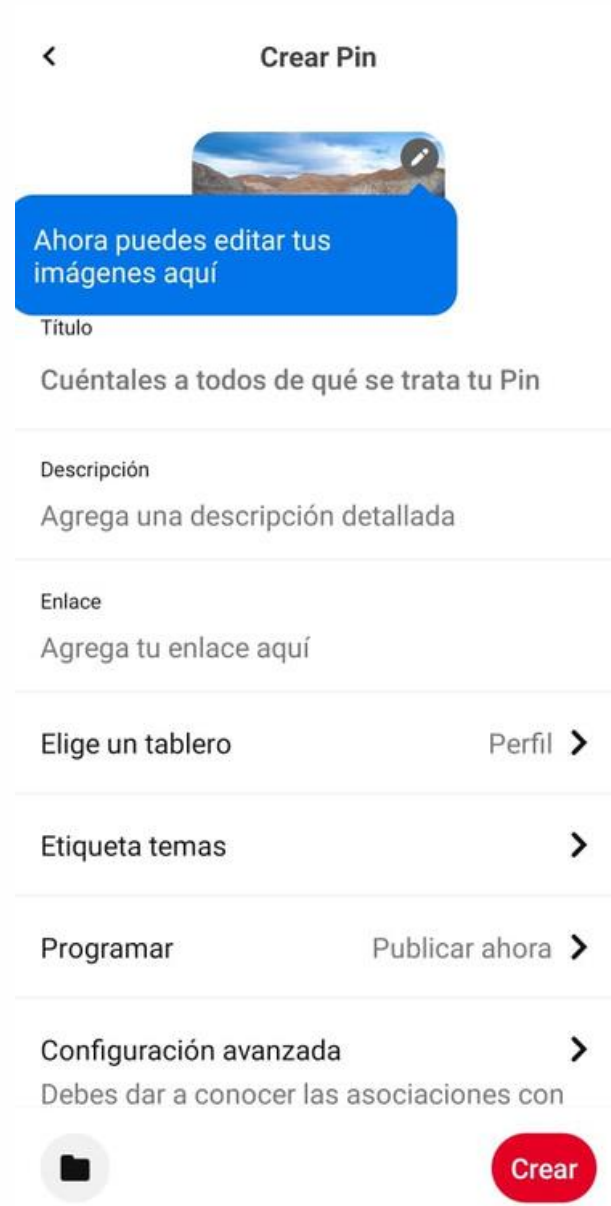 Crear Pin
Ahora puedes editar tus
imágenes aquí
Título
Cuéntales a todos de qué se trata tu Pin
Descripción
Agrega una descripción detallada
Enlace
Agrega tu enlace aquí
Elige un tablero Perfil
Etiqueta temas
Programar Publicar ahora
Configuración avanzada
Debes dar a conocer las asociaciones con
Crear